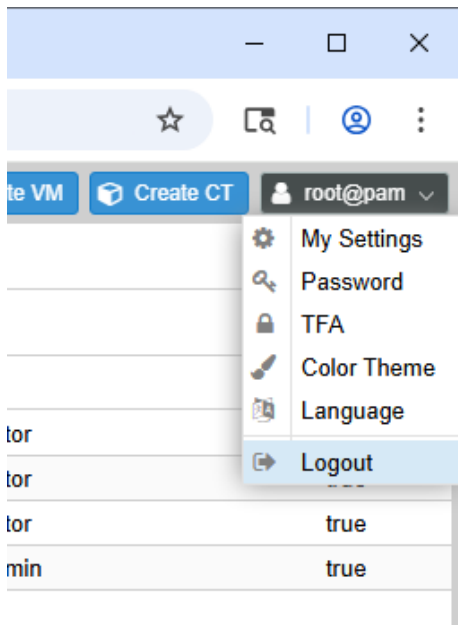 te VM
Create CT
root@pam
My Settings
Password
TFA
Color Theme
Language
tor
Logout
tor
tor true
min true